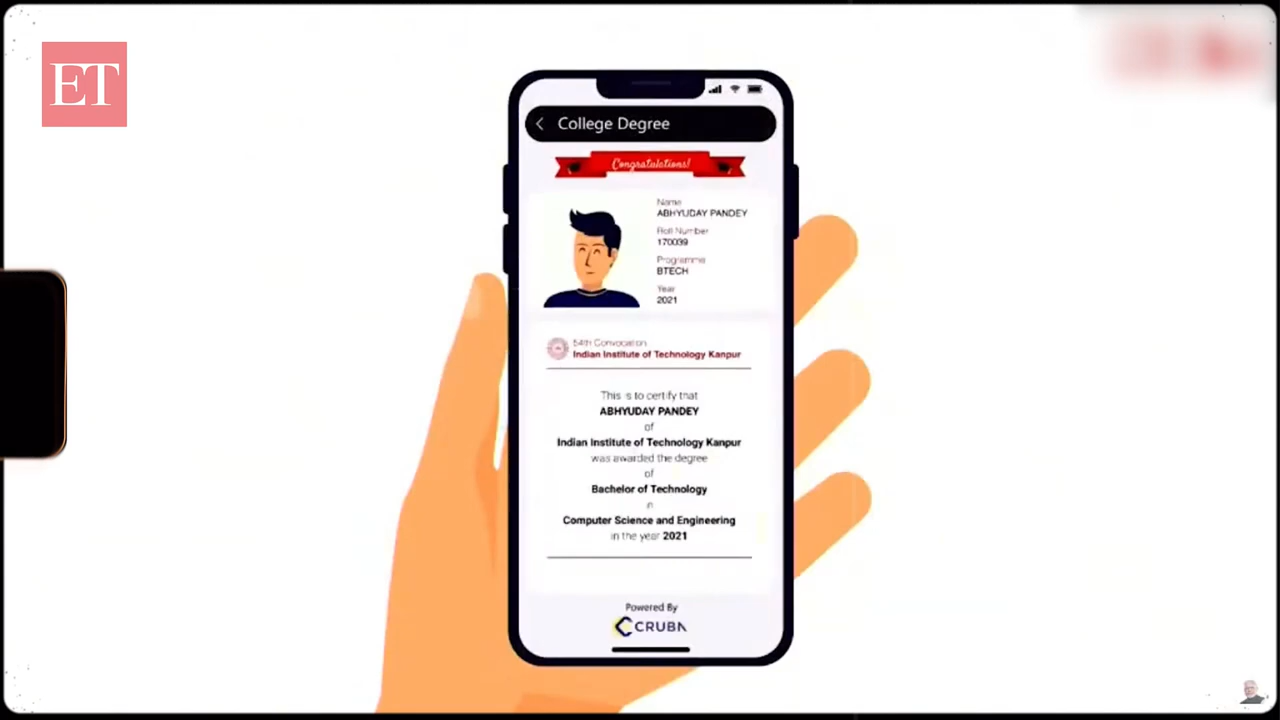 ET
College Degree
Congratulations!
Name
ABHYUDAY PANDEY
Roll Number
170039
Programme
BTECH
Year
2021
54th Convocation
Indian Institute of Technology Kanpur
This is to certify that
ABHYUDAY PANDEY
of
Indian Institute of Technology Kanpur
was awarded the degree
of
Bachelor of Technology
in
Computer Science and Engineering
in the year 2021
Powered By
CRUBN